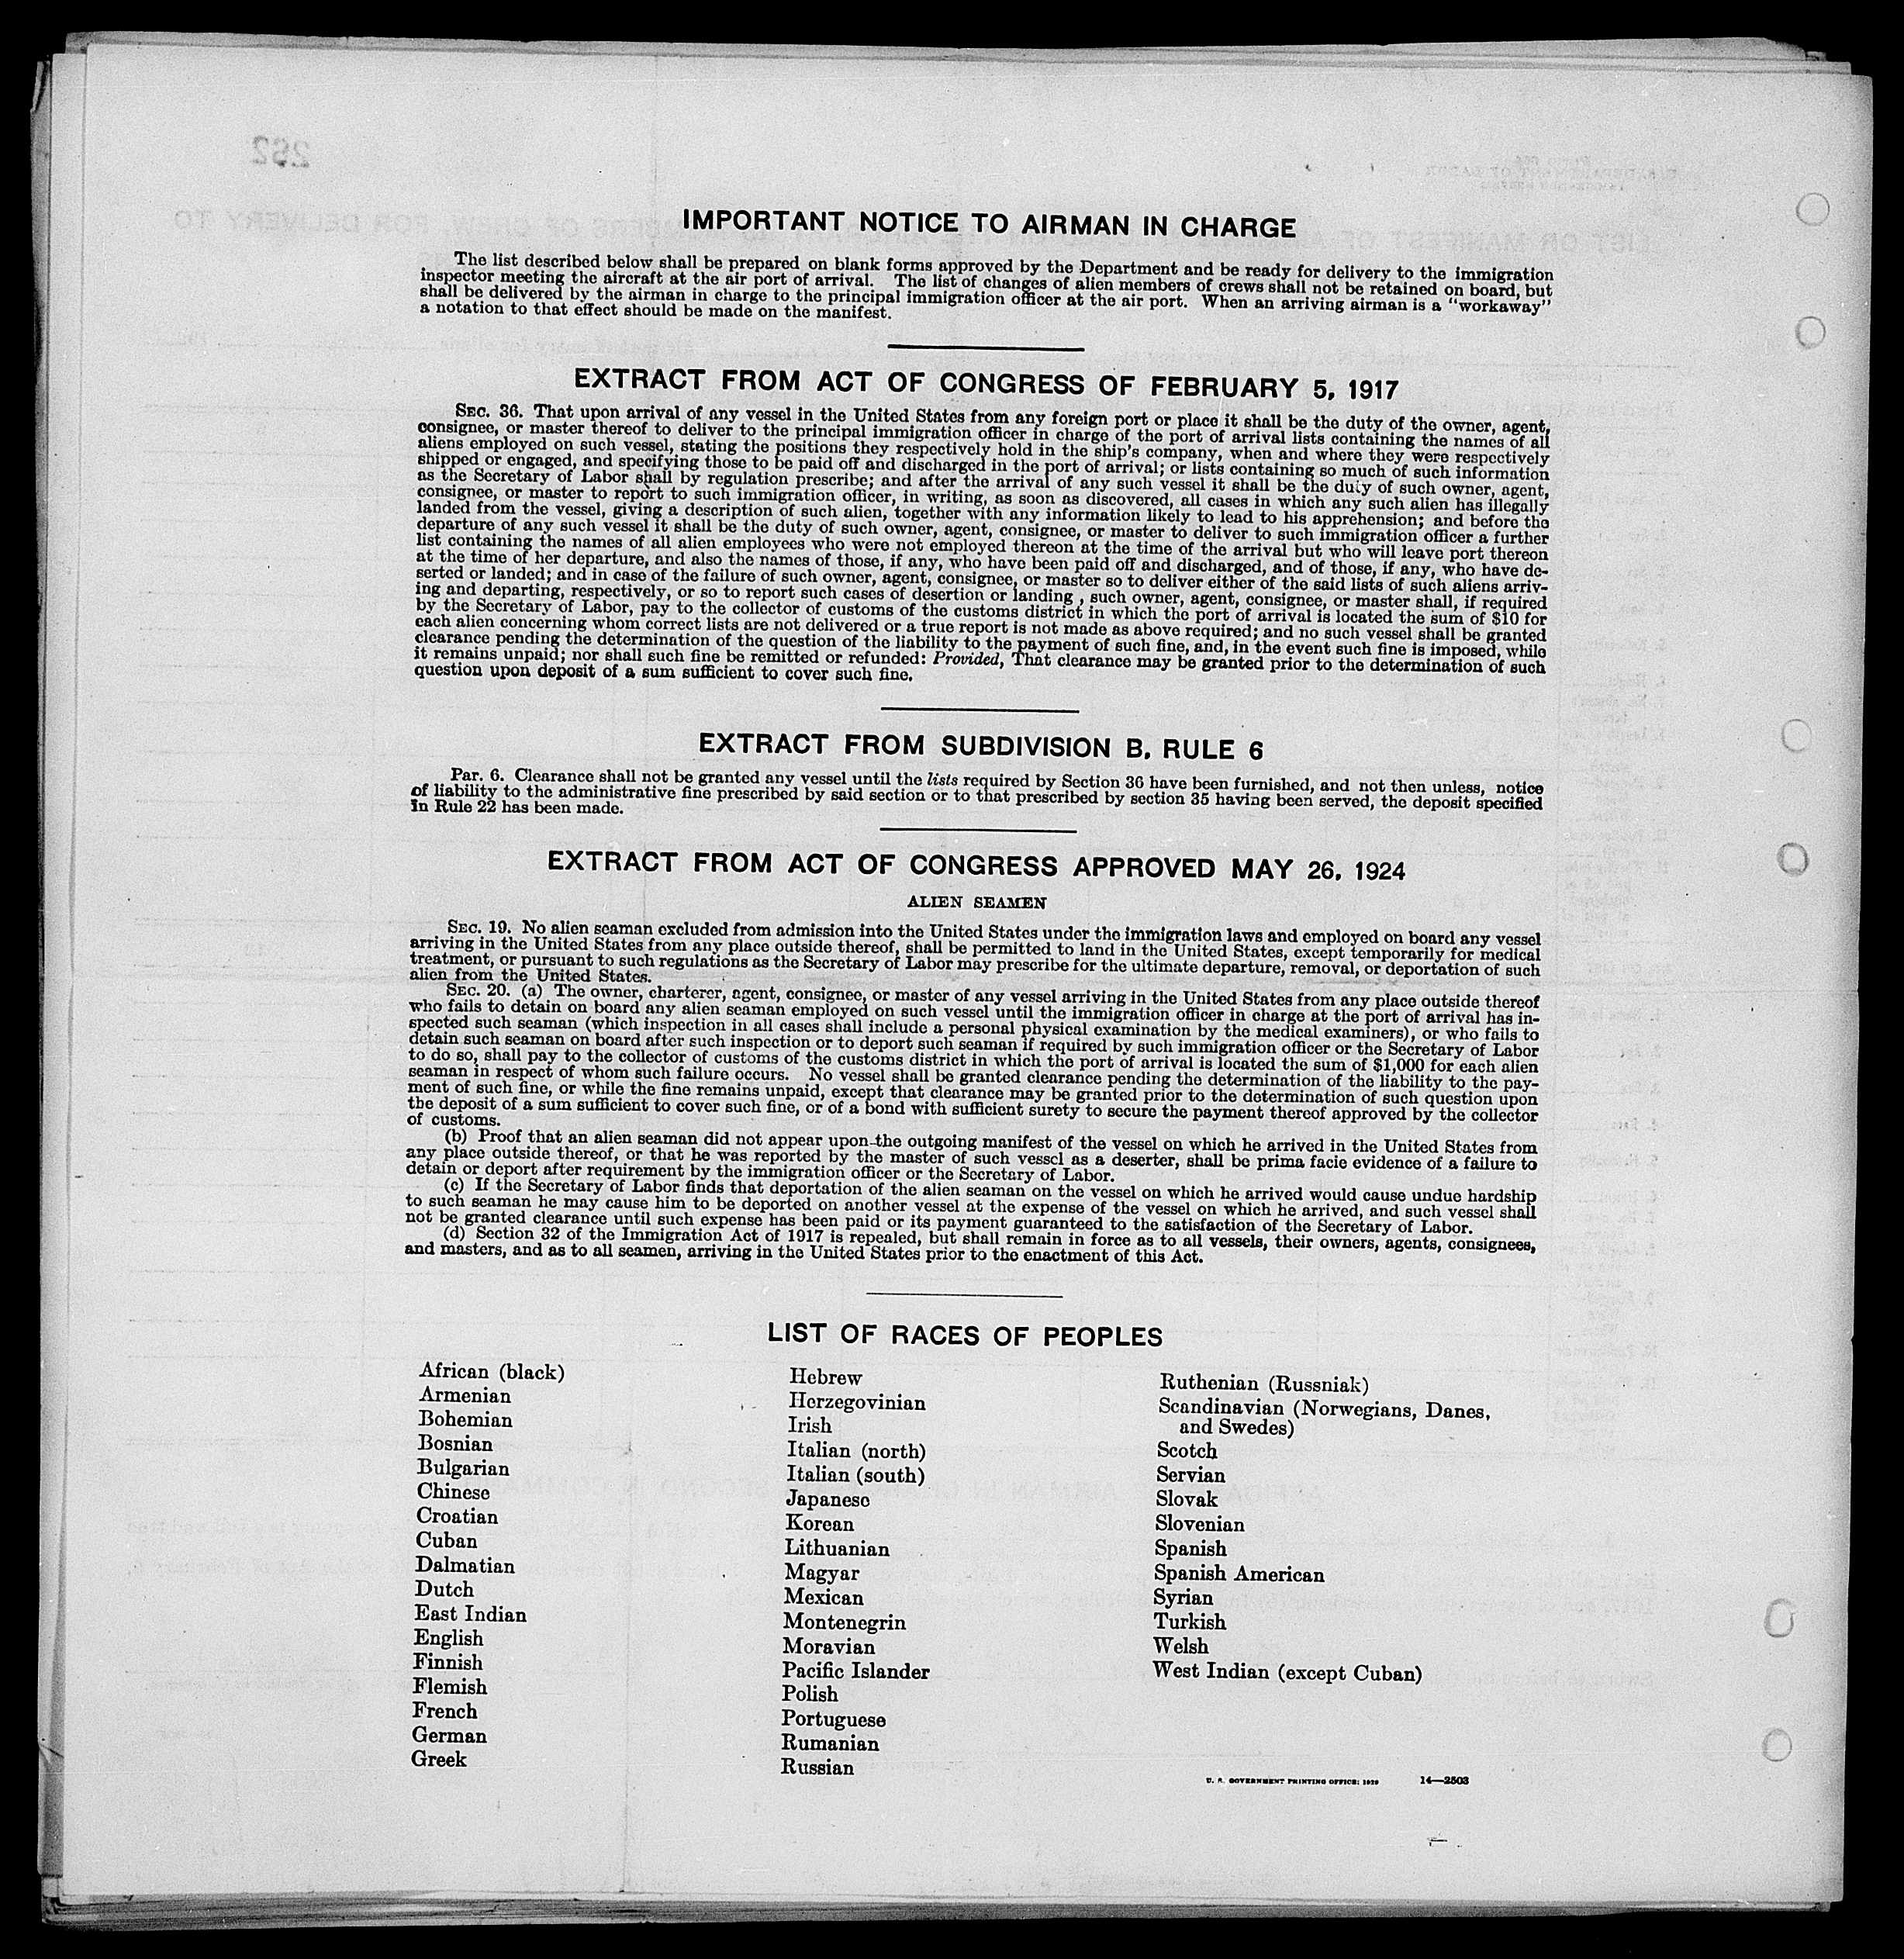 IMPORTANT NOTICE TO AIRMAN IN CHARGE
The list described below shall be prepared on blank forms approved by the Department and be ready for delivery to the immigration
inspector meeting the aircraft at the air port of arrival. The list of changes of alien members of crews shall not be retained on board, but
shall be delivered by the airman in charge to the principal immigration officer at the air port. When an arriving airman is a "workaway"
a notation to that effect should be made on the manifest.
EXTRACT FROM ACT OF CONGRESS OF FEBRUARY 5, 1917
SEC. 36. That upon arrival of any vessel in the United States from any foreign port or place it shall be the duty of the owner, agent,
consignee, or master thereof to deliver to the principal immigration officer in charge of the port of arrival lists containing the names of all
aliens employed on such vessel, stating the positions they respectively hold in the ship's company, when and where they were respectively
shipped or engaged, and specifying those to be paid off and discharged in the port of arrival; or lists containing so much of such information
as the Secretary of Labor shall by regulation prescribe; and after the arrival of any such vessel it shall be the duty of such owner, agent,
consignee, or master to report to such immigration officer, in writing, as soon as discovered, all cases in which any such alien has illegally
landed from the vessel, giving a description of such alien, together with any information likely to lead to his apprehension; and before the
departure of any such vessel it shall be the duty of such owner, agent, consignee, or master to deliver to such immigration officer a further
list containing the names of all alien employees who were not employed thereon at the time of the arrival but who will leave port thereon
at the time of her departure, and also the names of those, if any, who have been paid off and discharged, and of those, if any, who have de-
serted or landed; and in case of the failure of such owner, agent, consignee, or master so to deliver either of the said lists of such aliens arriv-
ing and departing, respectively, or so to report such cases of desertion or landing , such owner, agent, consignee, or master shall, if required
by the Secretary of Labor, pay to the collector of customs of the customs district in which the port of arrival is located the sum of $10 for
each alien concerning whom correct lists are not delivered or a true report is not made as above required; and no such vessel shall be granted
clearance pending the determination of the question of the liability to the payment of such fine, and, in the event such fine is imposed, while
it remains unpaid; nor shall such fine be remitted or refunded: Provided, That clearance may be granted prior to the determination of such
question upon deposit of a sum sufficient to cover such fine.
EXTRACT FROM SUBDIVISION B, RULE 6
Par. 6. Clearance shall not be granted any vessel until the lists required by Section 36 have been furnished, and not then unless, notice
of liability to the administrative fine prescribed by said section or to that prescribed by section 35 having been served, the deposit specified
in Rule 22 has been made.
EXTRACT FROM ACT OF CONGRESS APPROVED MAY 26, 1924
ALIEN SEAMEN
SEC. 19. No alien seaman excluded from admission into the United States under the immigration laws and employed on board any vessel
arriving in the United States from any place outside thereof, shall be permitted to land in the United States, except temporarily for medical
treatment, or pursuant to such regulations as the Secretary of Labor may prescribe for the ultimate departure, removal, or deportation of such
alien from the United States.
SEC. 20. (a) The owner, charterer, agent, consignee, or master of any vessel arriving in the United States from any place outside thereof
who fails to detain on board any alien seaman employed on such vessel until the immigration officer in charge at the port of arrival has in-
spected such seaman (which inspection in all cases shall include a personal physical examination by the medical examiners), or who fails to
detain such seaman on board after such inspection or to deport such seaman if required by such immigration officer or the Secretary of Labor
to do so, shall pay to the collector of customs of the customs district in which the port of arrival is located the sum of $1,000 for each alien
seaman in respect of whom such failure occurs. No vessel shall be granted clearance pending the determination of the liability to the pay-
ment of such fine, or while the fine remains unpaid, except that clearance may be granted prior to the determination of such question upon
the deposit of a sum sufficient to cover such fine, or of a bond with sufficient surety to secure the payment thereof approved by the collector
of customs.
(b) Proof that an alien seaman did not appear upon the outgoing manifest of the vessel on which he arrived in the United States from
any place outside thereof, or that he was reported by the master of such vessel as a deserter, shall be prima facie evidence of a failure to
detain or deport after requirement by the immigration officer or the Secretary of Labor.
(c) If the Secretary of Labor finds that deportation of the alien seaman on the vessel on which he arrived would cause undue hardship
to such seaman he may cause him to be deported on another vessel at the expense of the vessel on which he arrived, and such vessel shall
not be granted clearance until such expense has been paid or its payment guaranteed to the satisfaction of the Secretary of Labor.
(d) Section 32 of the Immigration Act of 1917 is repealed, but shall remain in force as to all vessels, their owners, agents, consignees,
and masters, and as to all seamen, arriving in the United States prior to the enactment of this Act.
LIST OF RACES OF PEOPLES
African (black)
Armenian
Bohemian
Bosnian
Bulgarian
Chinese
Croatian
Cuban
Dalmatian
Dutch
East Indian
English
Finnish
Flemish
French
German
Greek
Hebrew
Herzegovinian
Irish
Italian (north)
Italian (south)
Japanese
Korean
Lithuanian
Magyar
Mexican
Montenegrin
Moravian
Pacific Islander
Polish
Portuguese
Rumanian
Russian
Ruthenian (Russniak)
Scandinavian (Norwegians, Danes,
and Swedes)
Scotch
Servian
Slovak
Slovenian
Spanish
Spanish American
Syrian
Turkish
Welsh
West Indian (except Cuban)
U. S. GOVERNMENT PRINTING OFFICE: 1929 14—2503